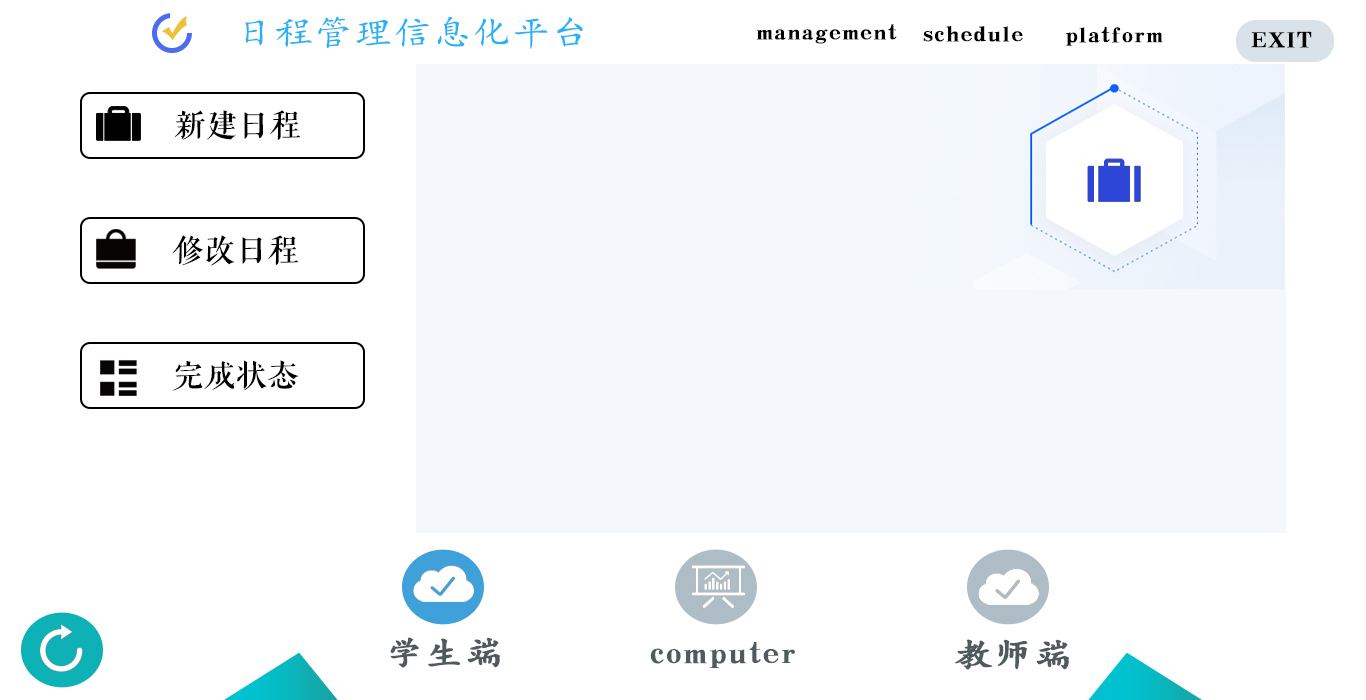 日程管理信息化平台
management schedule platform
EXIT
新建日程
修改日程
完成状态
学生端
computer
教师端